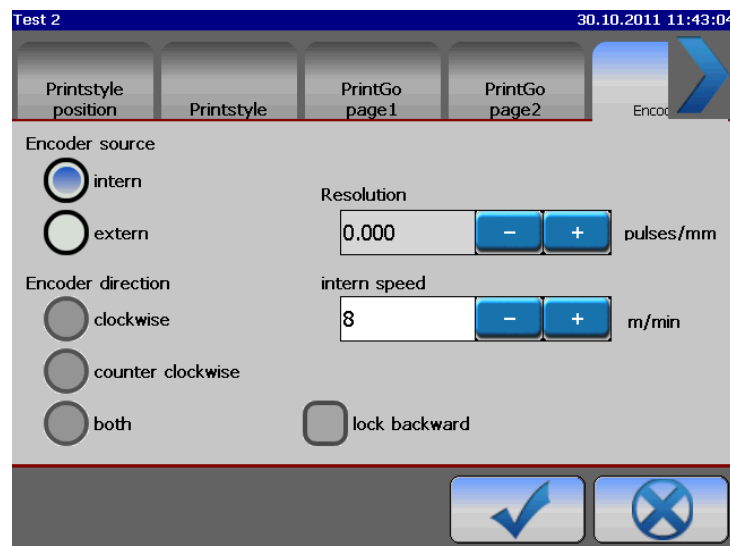 Test 2
30.10.2011 11:43:04
Printstyle
position
Printstyle
PrintGo
page1
PrintGo
page2
Encoder source
intern
extern
Resolution
0.000
- +
pulses/mm
Encoder direction
clockwise
counter clockwise
both
intern speed
8
- +
m/min
lock backward